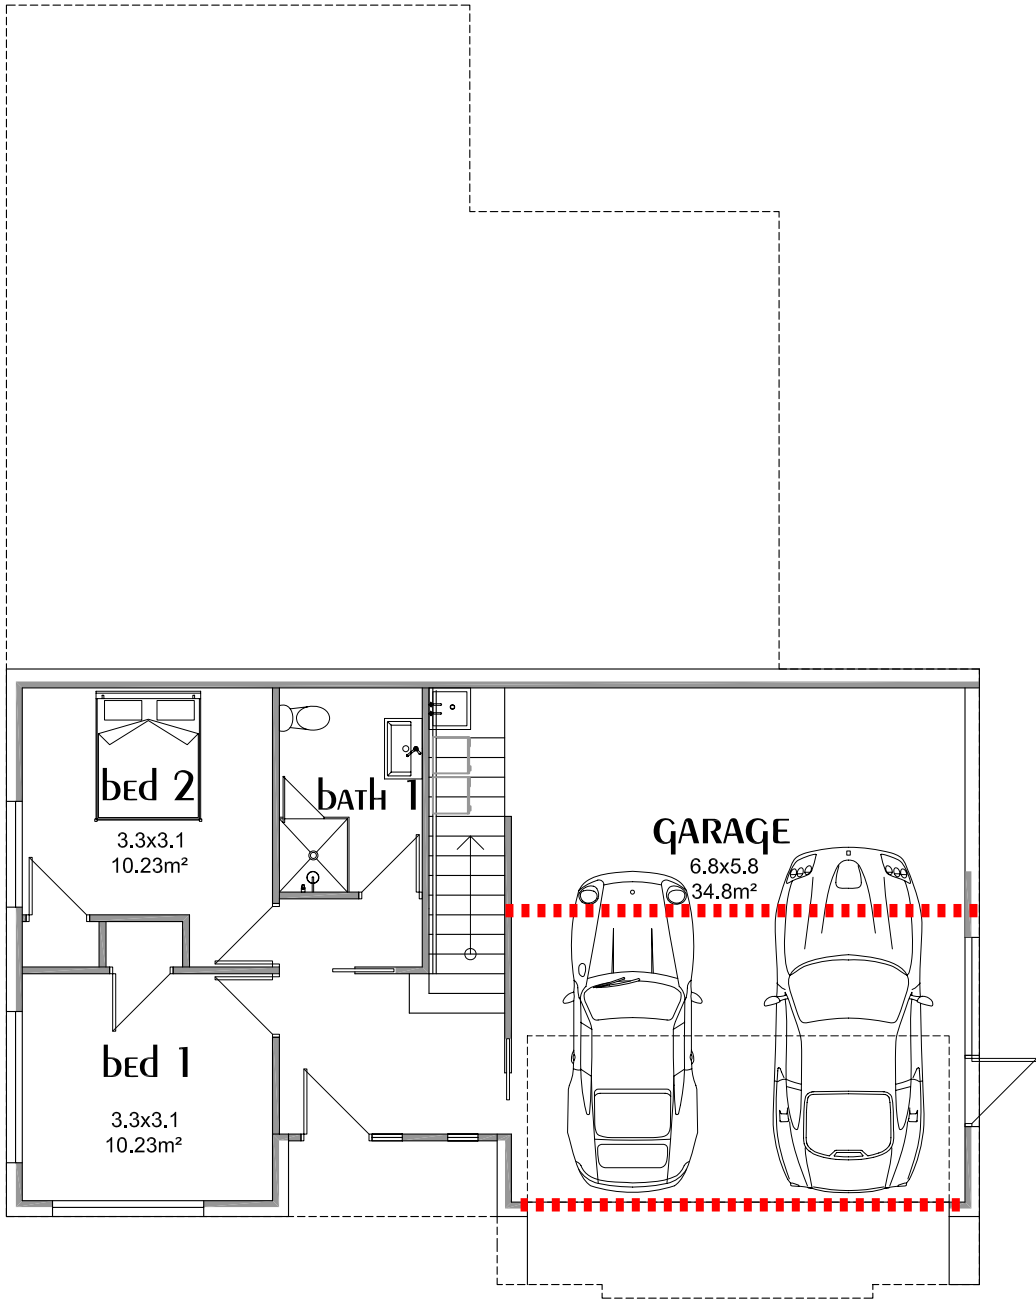 bed 2
3.3x3.1
10.23m²
bATH 1
GARAGE
6.8x5.8
34.8m²
bed 1
3.3x3.1
10.23m²